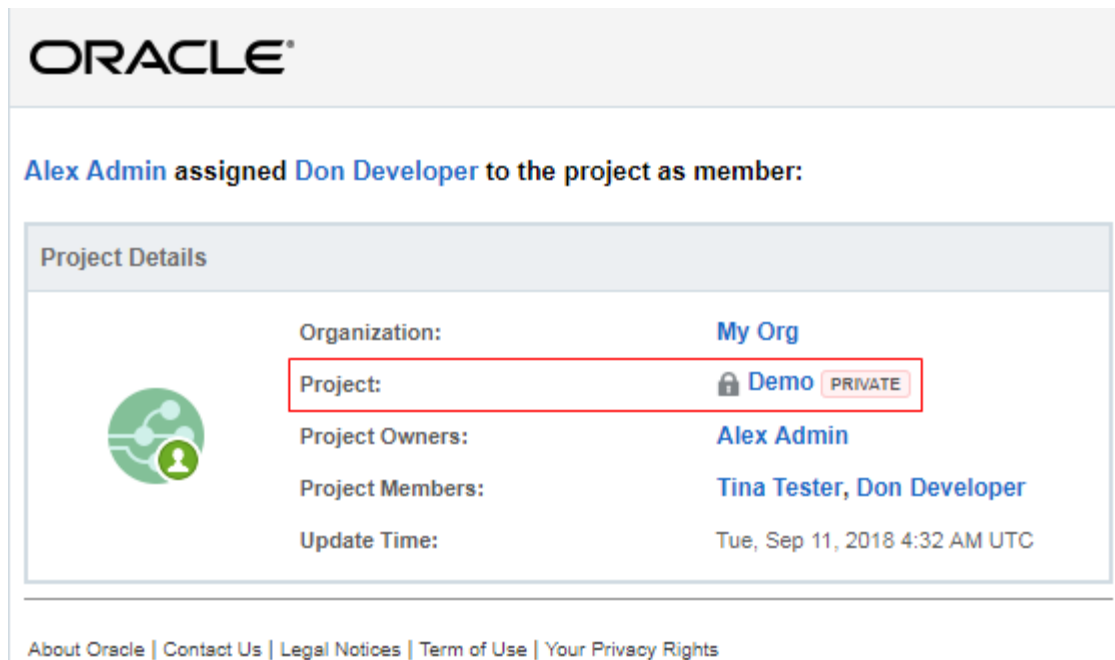 ORACLE®
Alex Admin assigned Don Developer to the project as member:
Project Details
Organization: My Org
Project: Demo PRIVATE
Project Owners: Alex Admin
Project Members: Tina Tester, Don Developer
Update Time: Tue, Sep 11, 2018 4:32 AM UTC
About Oracle | Contact Us | Legal Notices | Term of Use | Your Privacy Rights